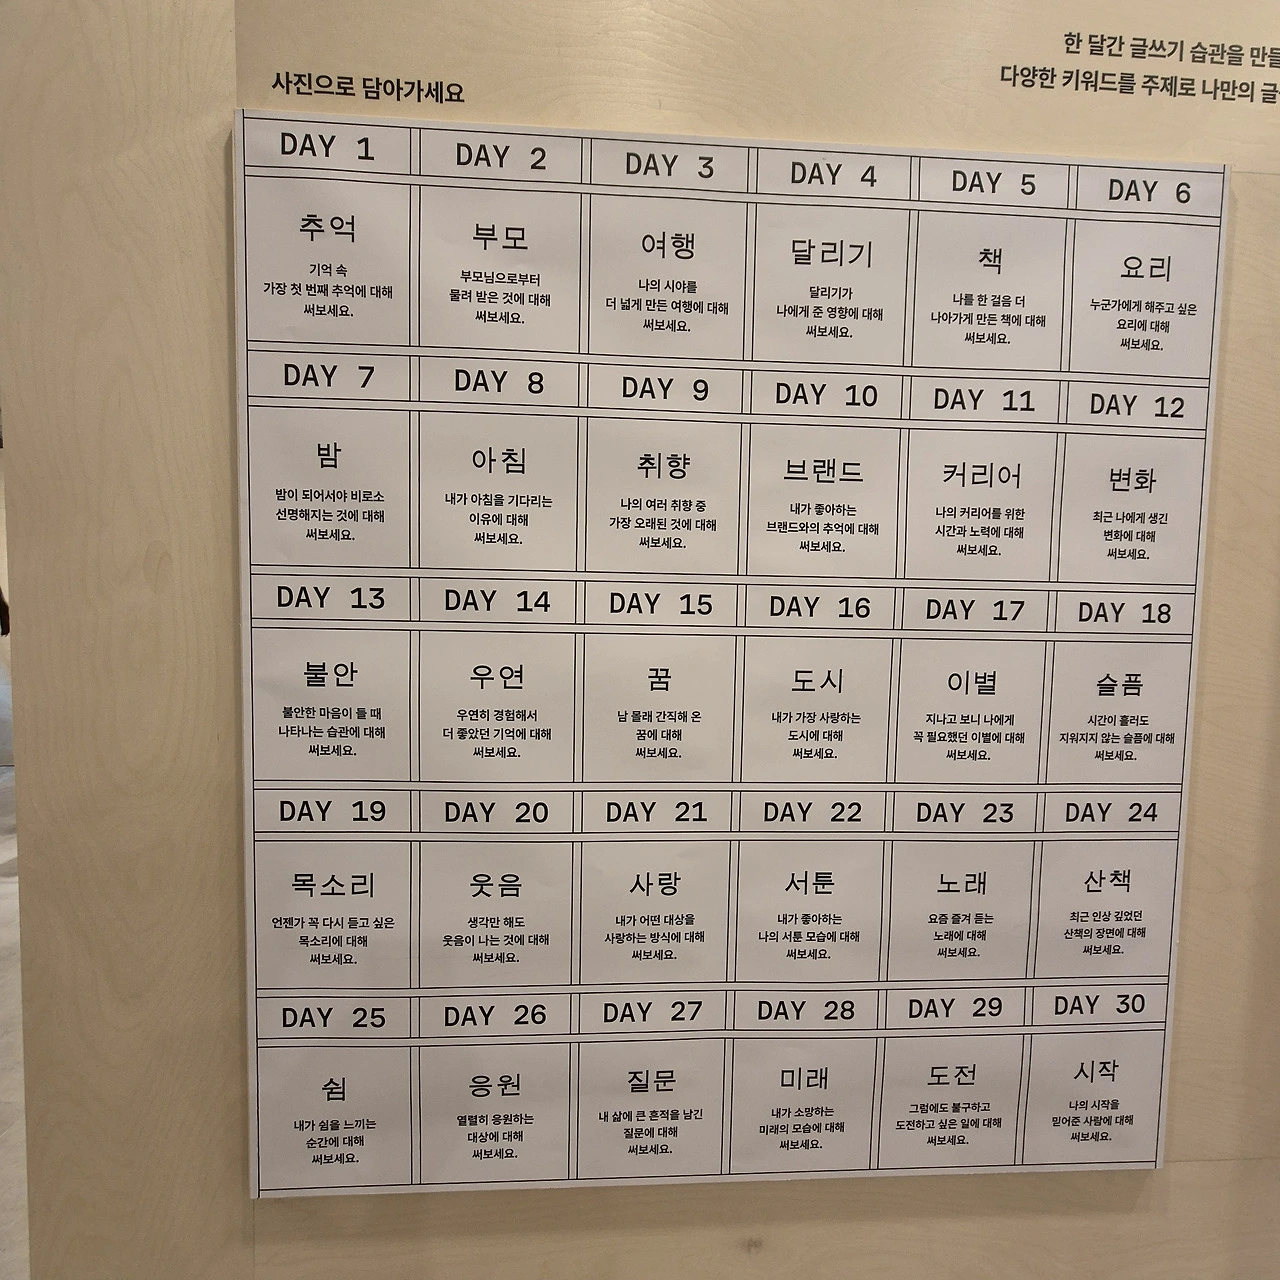 사진으로 담아가세요
한 달간 글쓰기 습관을
다양한 키워드를 주제로 나만의
DAY 1
추억
기억 속
가장 첫 번째 추억에 대해
써보세요.
DAY 2
부모
부모님으로부터
물려 받은 것에 대해
써보세요.
DAY 3
여행
나의 시야를
더 넓게 만든 여행에 대해
써보세요.
DAY 4
달리기
달리기가
나에게 준 영향에 대해
써보세요.
DAY 5
책
나를 한 걸음 더
나아가게 만든 책에 대해
써보세요.
DAY 6
요리
누군가에게 해주고 싶은
요리에 대해
써보세요.
DAY 7
밤
밤이 되어서야 비로소
선명해지는 것에 대해
써보세요.
DAY 8
아침
내가 아침을 기다리는
이유에 대해
써보세요.
DAY 9
취향
나의 여러 취향 중
가장 오래된 것에 대해
써보세요.
DAY 10
브랜드
내가 좋아하는
브랜드와의 추억에 대해
써보세요.
DAY 11
커리어
나의 커리어를 위한
시간과 노력에 대해
써보세요.
DAY 12
변화
최근 나에게 생긴
변화에 대해
써보세요.
DAY 13
불안
불안한 마음이 들 때
나타나는 습관에 대해
써보세요.
DAY 14
우연
우연히 경험해서
더 좋았던 기억에 대해
써보세요.
DAY 15
꿈
남 몰래 간직해 온
꿈에 대해
써보세요.
DAY 16
도시
내가 가장 사랑하는
도시에 대해
써보세요.
DAY 17
이별
지나고 보니 나에게
꼭 필요했던 이별에 대해
써보세요.
DAY 18
슬픔
시간이 흘러도
지워지지 않는 슬픔에 대해
써보세요.
DAY 19
목소리
언젠가 꼭 다시 듣고 싶은
목소리에 대해
써보세요.
DAY 20
웃음
생각만 해도
웃음이 나는 것에 대해
써보세요.
DAY 21
사랑
내가 어떤 대상을
사랑하는 방식에 대해
써보세요.
DAY 22
서툰
내가 좋아하는
나의 서툰 모습에 대해
써보세요.
DAY 23
노래
요즘 즐겨 듣는
노래에 대해
써보세요.
DAY 24
산책
최근 인상 깊었던
산책의 장면에 대해
써보세요.
DAY 25
쉼
내가 쉼을 느끼는
순간에 대해
써보세요.
DAY 26
응원
열렬히 응원하는
대상에 대해
써보세요.
DAY 27
질문
내 삶에 큰 흔적을 남긴
질문에 대해
써보세요.
DAY 28
미래
내가 소망하는
미래의 모습에 대해
써보세요.
DAY 29
도전
그럼에도 불구하고
도전하고 싶은 일에 대해
써보세요.
DAY 30
시작
나의 시작을
믿어준 사람에 대해
써보세요.